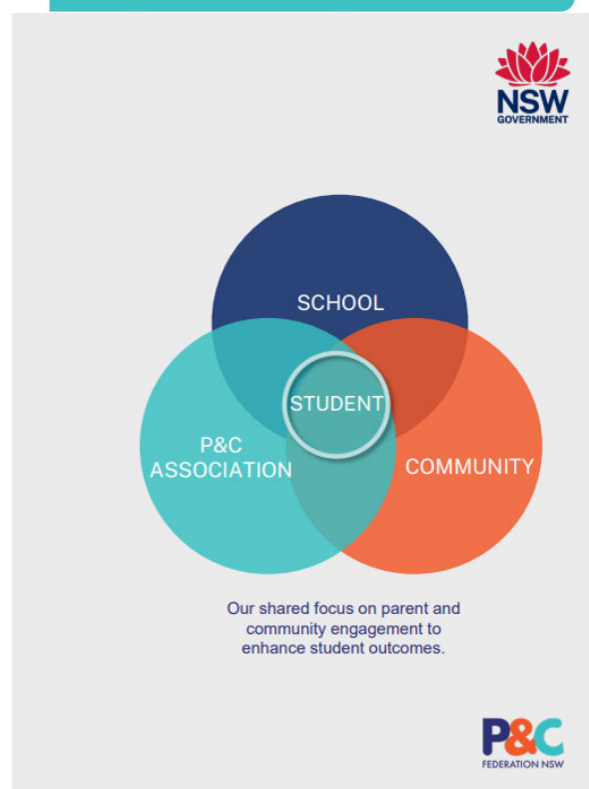 NSW
GOVERNMENT
SCHOOL
STUDENT
P&C
ASSOCIATION
COMMUNITY
Our shared focus on parent and
community engagement to
enhance student outcomes.
P&C
FEDERATION NSW